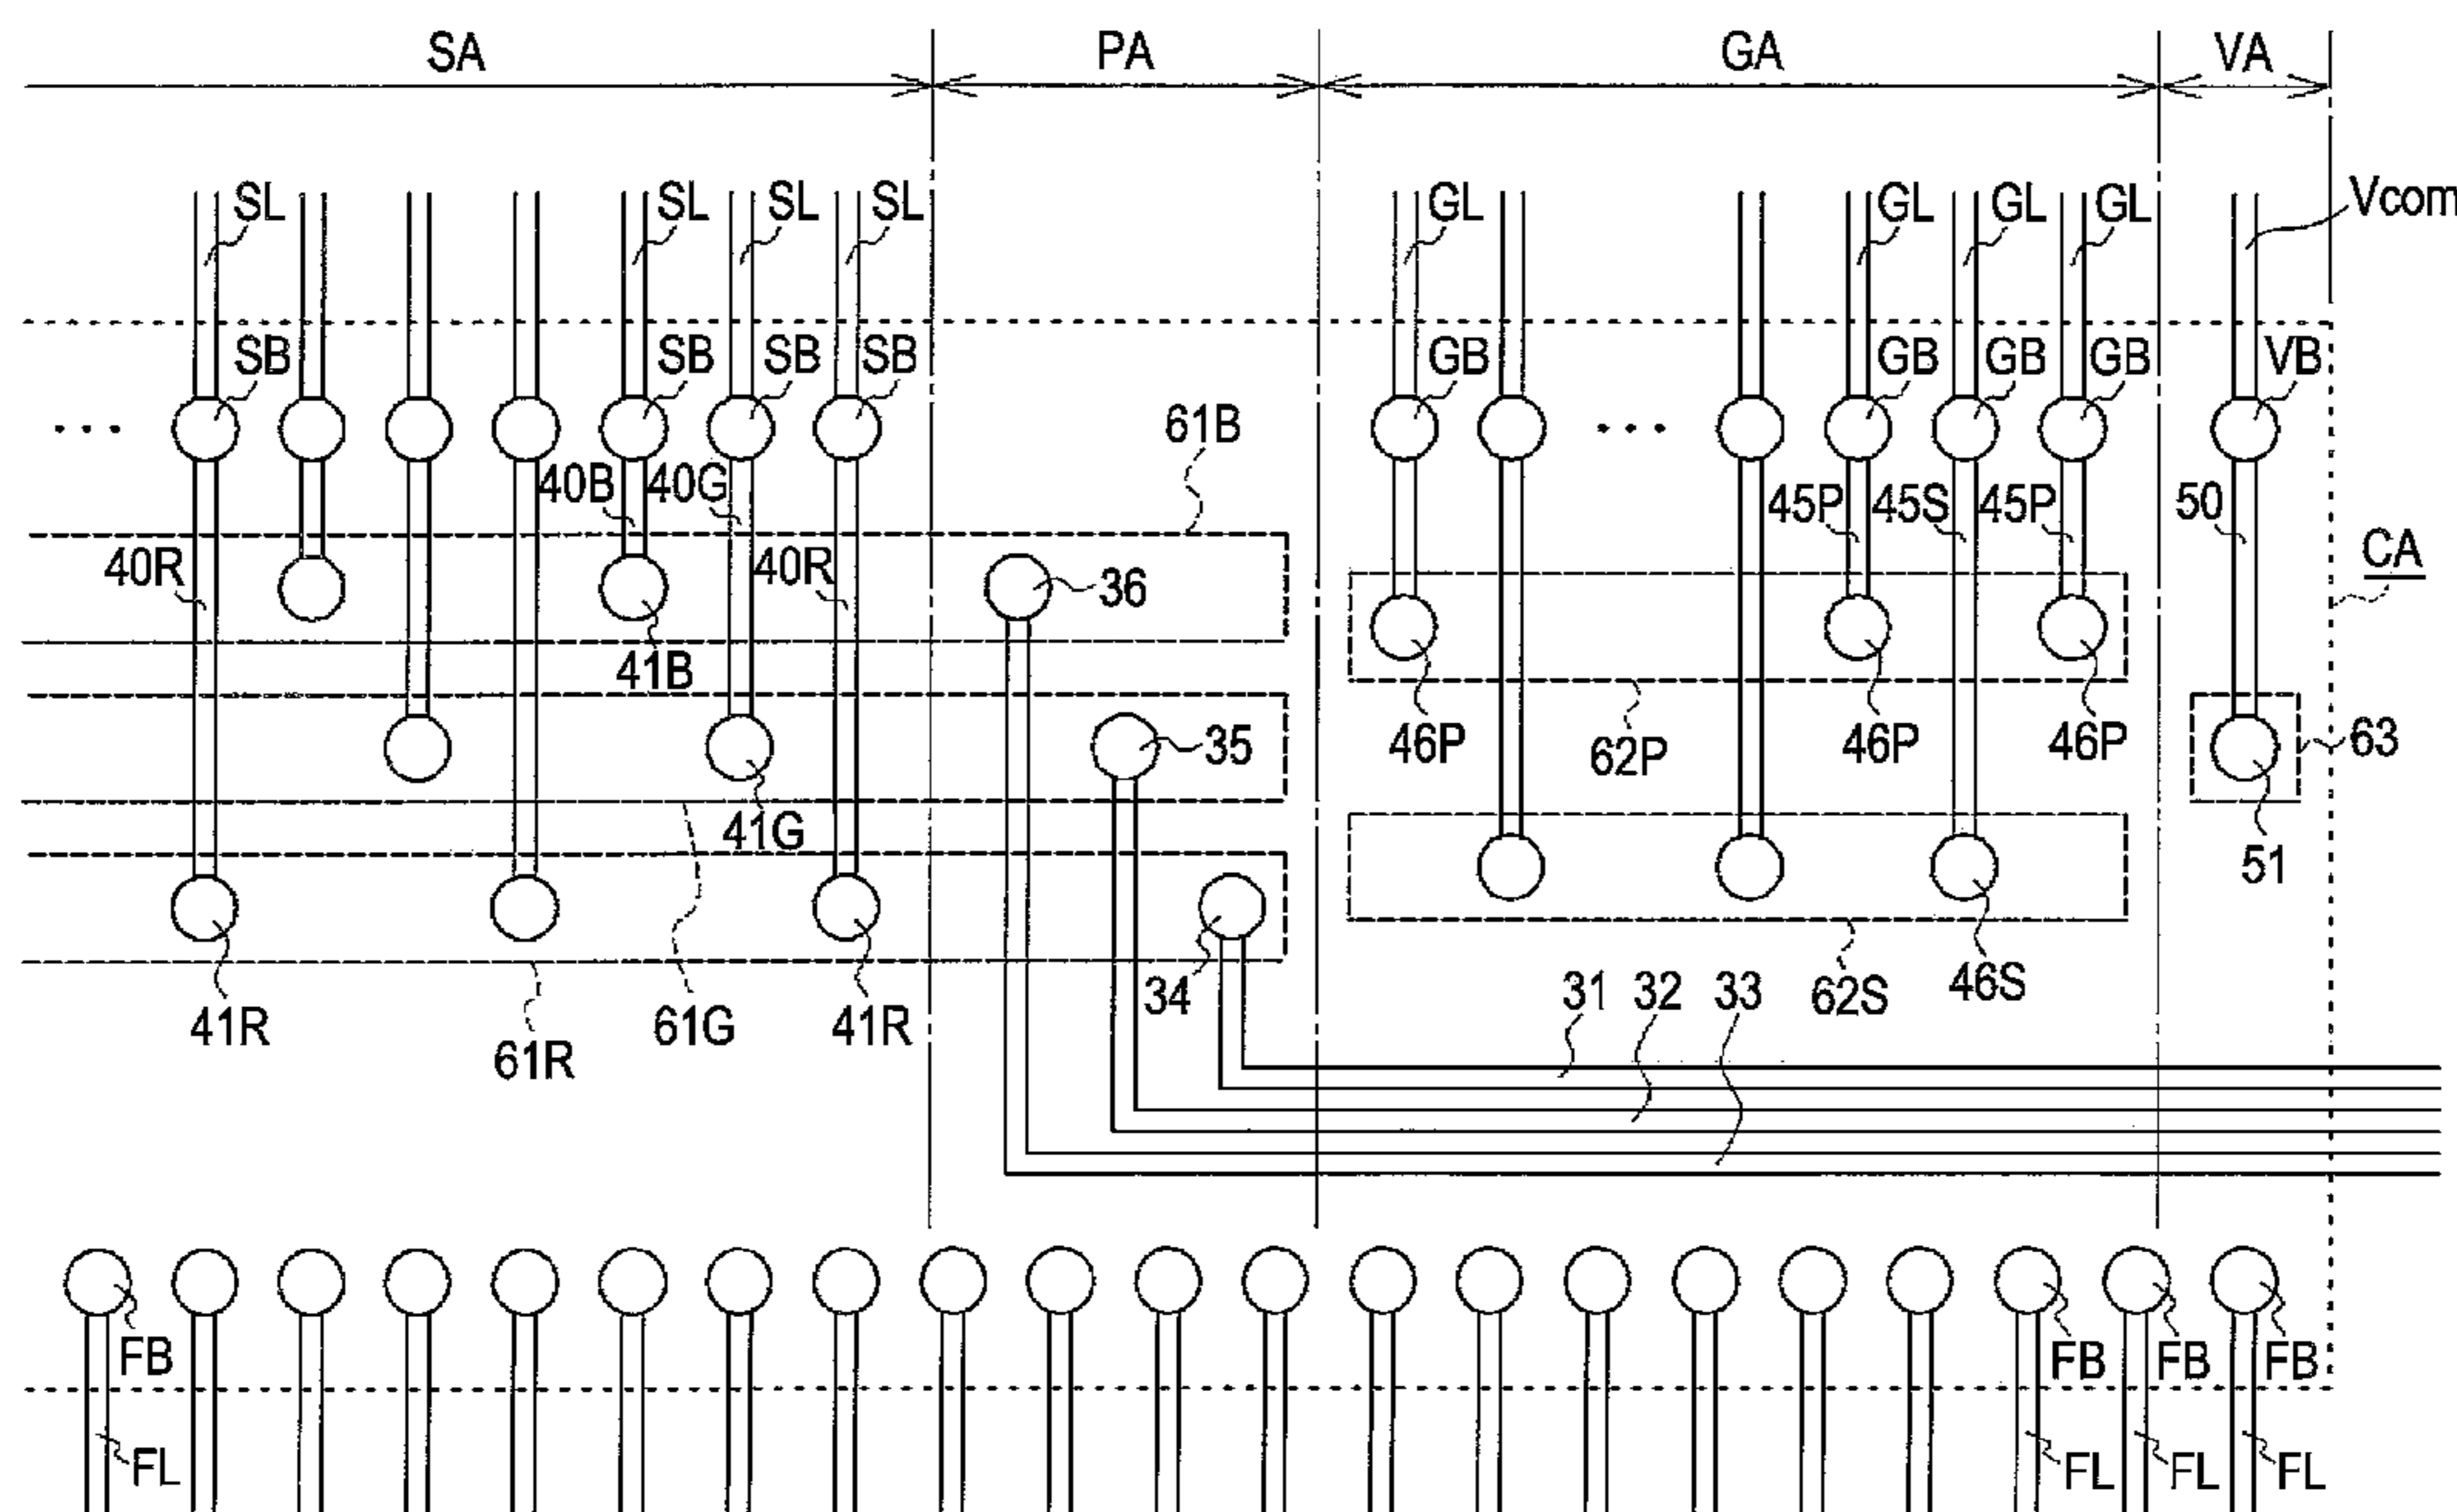 SA PA GA VA
SL SL SL SL GL GL GL GL Vcom
SB SB SB SB GB GB GB GB VB
61B
40B 40G 45P 45S 45P 50
40R 40R 36 CA
41B
35 46P 62P 46P 46P 63
41G 51
34 31 32 33 62S 46S
41R 61R 61G 41R
FB FB FB FB
FL FL FL FL